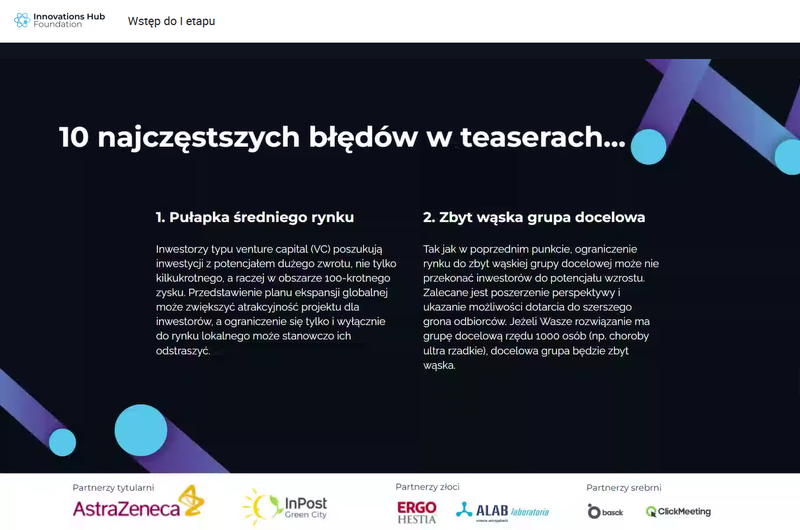 Innovations Hub
Foundation
Wstęp do I etapu
10 najczęstszych błędów w teaserach...
1. Pułapka średniego rynku
Inwestorzy typu venture capital (VC) poszukują
inwestycji z potencjałem dużego zwrotu, nie tylko
kilkukrotnego, a raczej w obszarze 100-krotnego
zysku. Przedstawienie planu ekspansji globalnej
może zwiększyć atrakcyjność projektu dla
inwestorów, a ograniczenie się tylko i wyłącznie
do rynku lokalnego może stanowczo ich
odstraszyć.
2. Zbyt wąska grupa docelowa
Tak jak w poprzednim punkcie, ograniczenie
rynku do zbyt wąskiej grupy docelowej może nie
przekonać inwestorów do potencjału wzrostu.
Zalecane jest poszerzenie perspektywy i
ukazanie możliwości dotarcia do szerszego
grona odbiorców. Jeżeli Wasze rozwiązanie ma
grupę docelową rzędu 1000 osób (np. choroby
ultra rzadkie), docelowa grupa będzie zbyt
wąska.
Partnerzy tytularni
AstraZeneca
InPost
Green City
Partnerzy złoci
ERGO
HESTIA
ALAB laboratoria
Partnerzy srebrni
basck
ClickMeeting